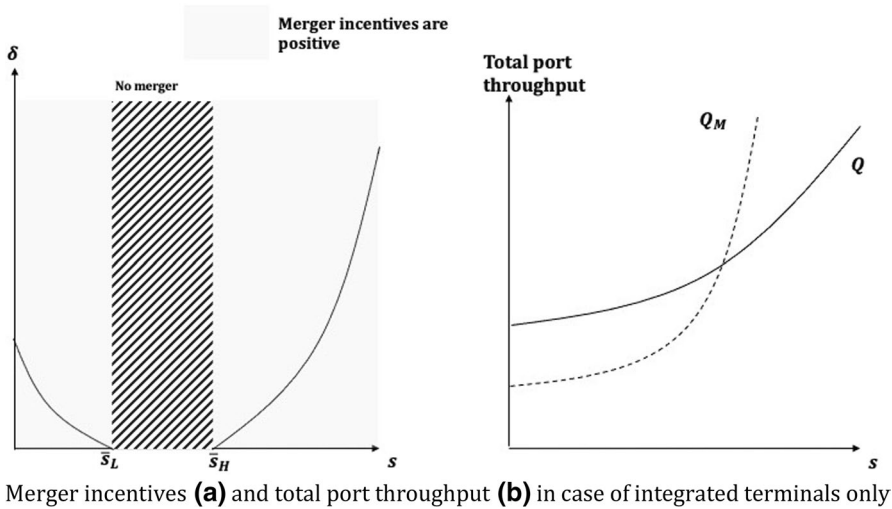 Merger incentives are
positive
δ
No merger
s̅L
s̅H
s
Total port
throughput
QM
Q
s
Merger incentives (a) and total port throughput (b) in case of integrated terminals only